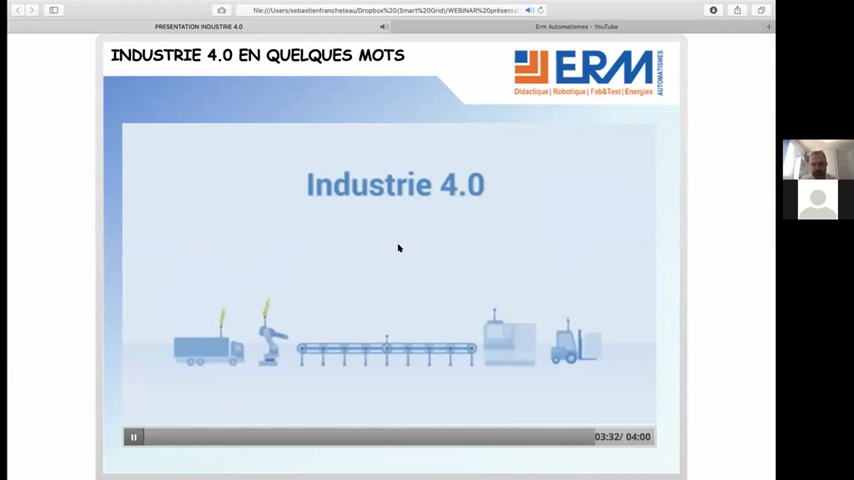 file:///Users/sebastienfrancheteau/Dropbox%20(Smart%20Grid)/WEBINAR%20présenta
PRESENTATION INDUSTRIE 4.0
Erm Automatismes - YouTube
INDUSTRIE 4.0 EN QUELQUES MOTS
ERM
AUTOMATISMES
Didactique| Robotique | Fab&Test | Energies
Industrie 4.0
03:32/ 04:00